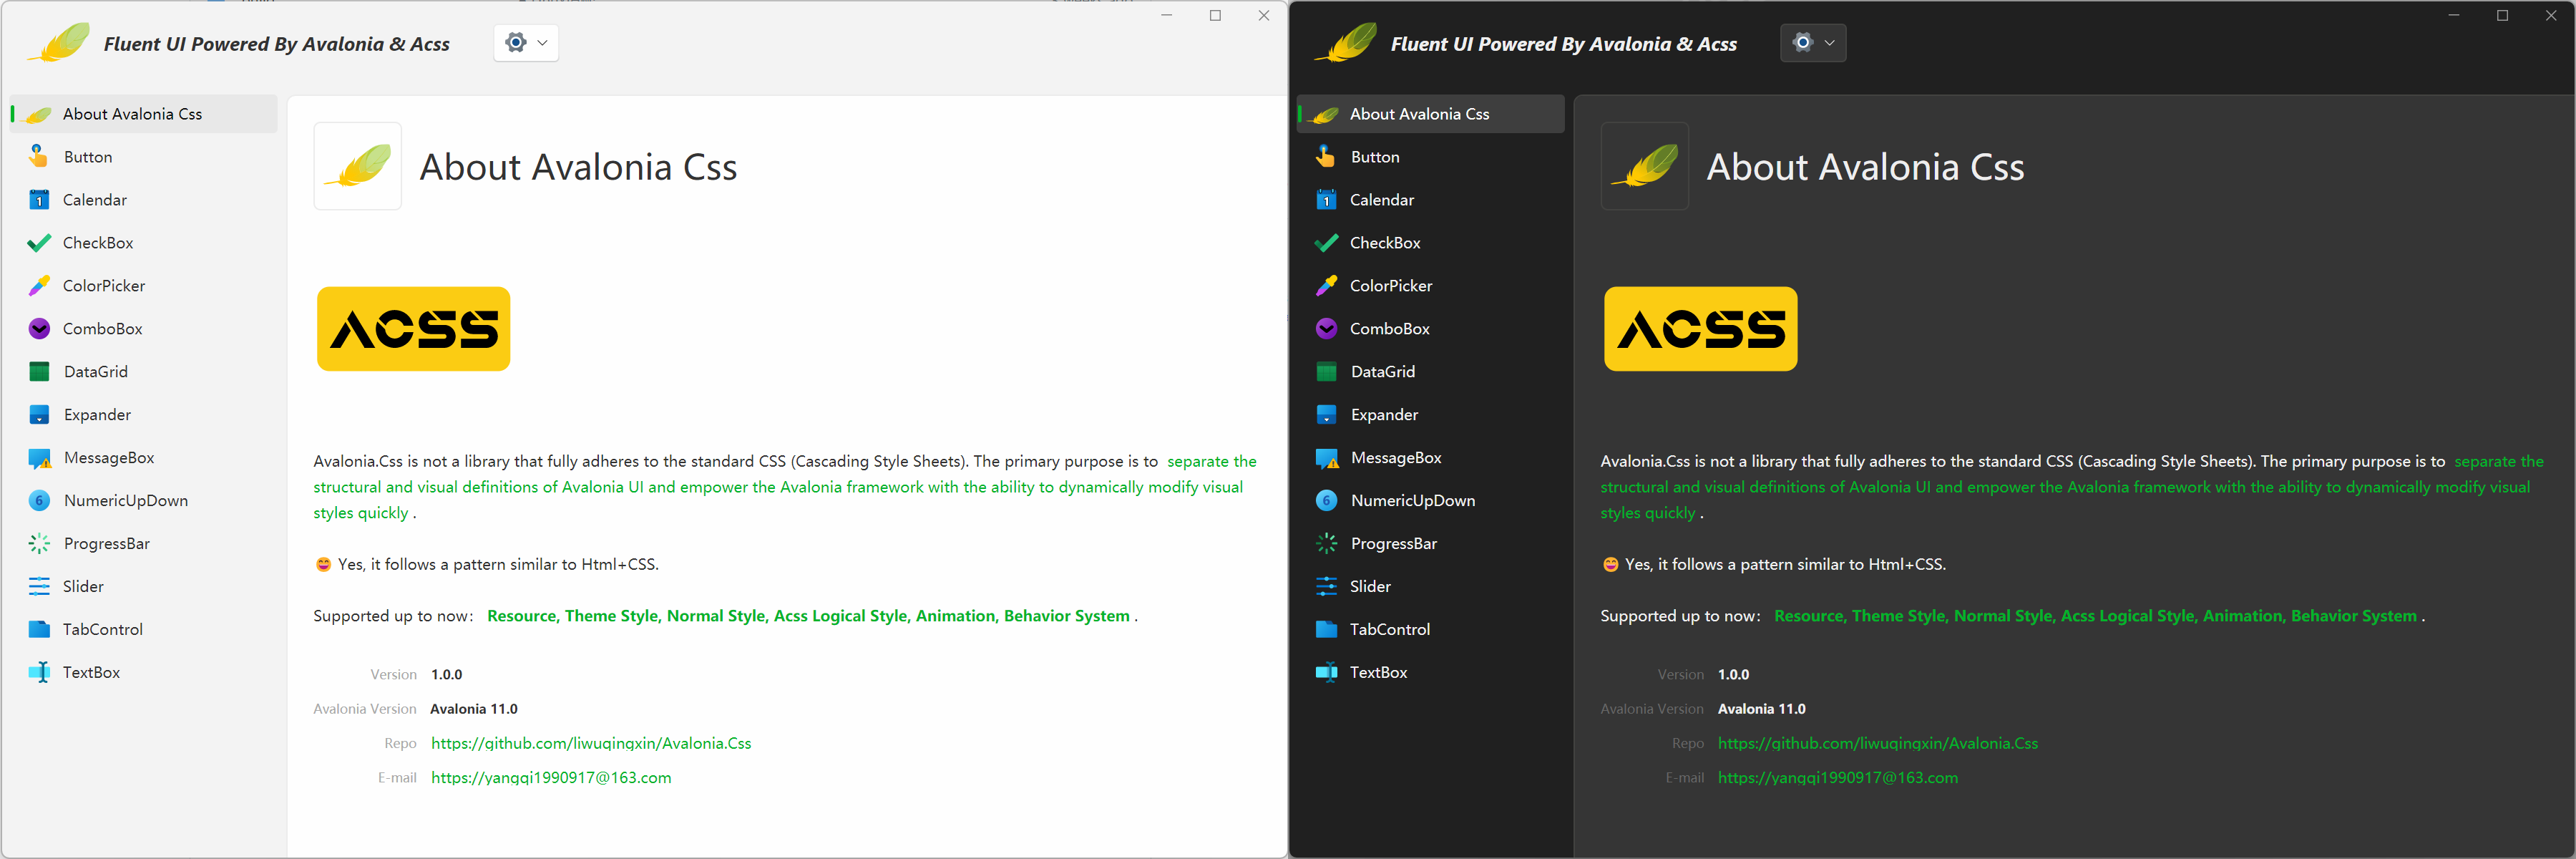 Fluent UI Powered By Avalonia & Acss
About Avalonia Css
Button
1
Calendar
CheckBox
ColorPicker
ComboBox
DataGrid
Expander
MessageBox
6
NumericUpDown
ProgressBar
Slider
TabControl
TextBox
About Avalonia Css
ACSS
Avalonia.Css is not a library that fully adheres to the standard CSS (Cascading Style Sheets). The primary purpose is to separate the
structural and visual definitions of Avalonia UI and empower the Avalonia framework with the ability to dynamically modify visual
styles quickly .
😄 Yes, it follows a pattern similar to Html+CSS.
Supported up to now: Resource, Theme Style, Normal Style, Acss Logical Style, Animation, Behavior System .
Version 1.0.0
Avalonia Version Avalonia 11.0
Repo https://github.com/liwuqingxin/Avalonia.Css
E-mail https://yangqi1990917@163.com
Fluent UI Powered By Avalonia & Acss
About Avalonia Css
Button
1
Calendar
CheckBox
ColorPicker
ComboBox
DataGrid
Expander
MessageBox
6
NumericUpDown
ProgressBar
Slider
TabControl
TextBox
About Avalonia Css
ACSS
Avalonia.Css is not a library that fully adheres to the standard CSS (Cascading Style Sheets). The primary purpose is to separate the
structural and visual definitions of Avalonia UI and empower the Avalonia framework with the ability to dynamically modify visual
styles quickly .
😄 Yes, it follows a pattern similar to Html+CSS.
Supported up to now: Resource, Theme Style, Normal Style, Acss Logical Style, Animation, Behavior System .
Version 1.0.0
Avalonia Version Avalonia 11.0
Repo https://github.com/liwuqingxin/Avalonia.Css
E-mail https://yangqi1990917@163.com